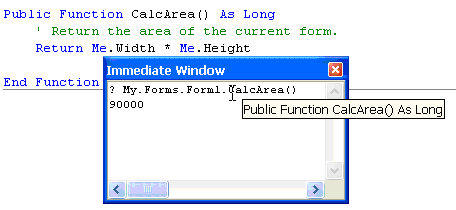 Public Function CalcArea() As Long
' Return the area of the current form.
Return Me.Width * Me.Height
End Function
Immediate Window
? My.Forms.Form1.CalcArea()
90000
Public Function CalcArea() As Long